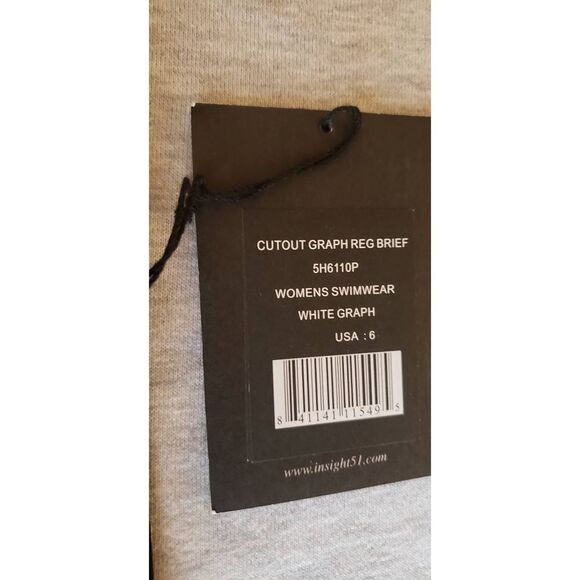 CUTOUT GRAPH REG BRIEF
5H6110P
WOMENS SWIMWEAR
WHITE GRAPH
USA : 6
8 41141 11549 5
www.insight51.com